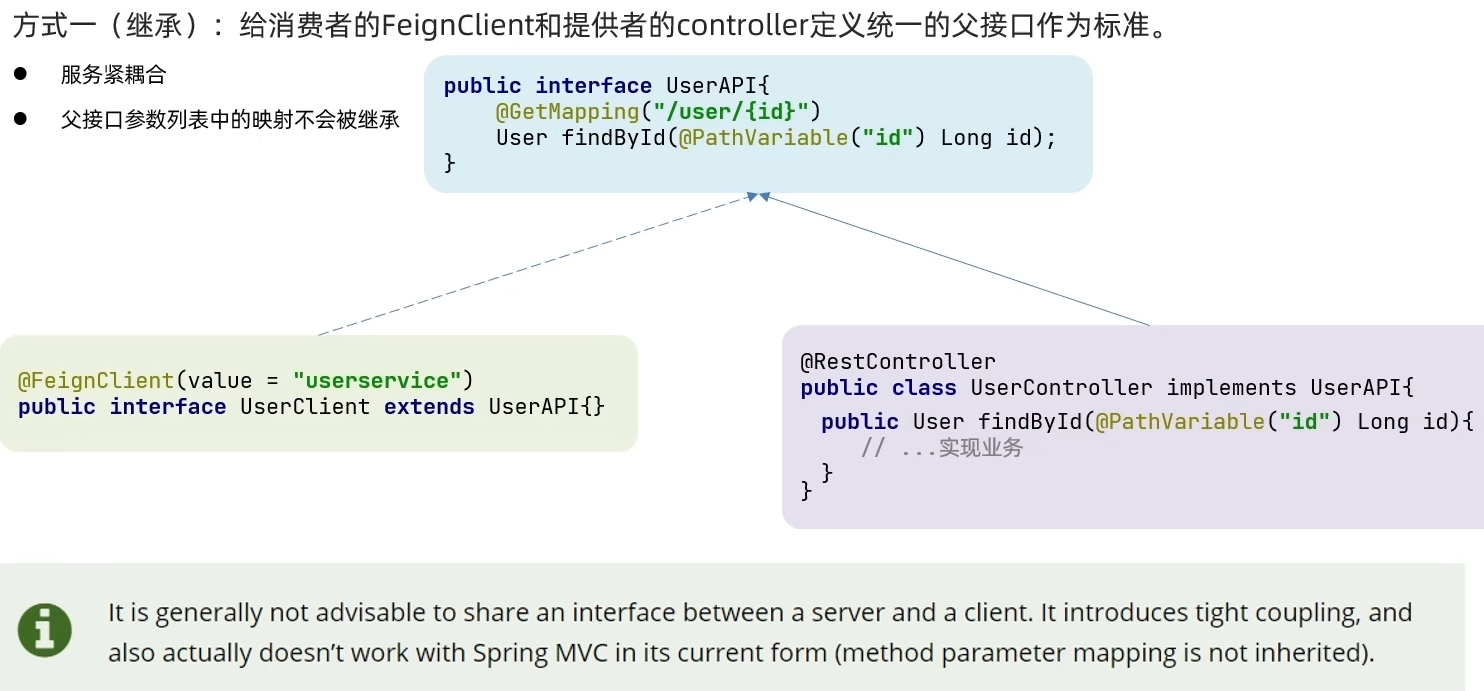 方式一（继承）：给消费者的FeignClient和提供者的controller定义统一的父接口作为标准。
● 服务紧耦合
● 父接口参数列表中的映射不会被继承
public interface UserAPI{
    @GetMapping("/user/{id}")
    User findById(@PathVariable("id") Long id);
}
@FeignClient(value = "userservice")
public interface UserClient extends UserAPI{}
@RestController
public class UserController implements UserAPI{
  public User findById(@PathVariable("id") Long id){
     // ...实现业务
  }
}
It is generally not advisable to share an interface between a server and a client. It introduces tight coupling, and
also actually doesn’t work with Spring MVC in its current form (method parameter mapping is not inherited).